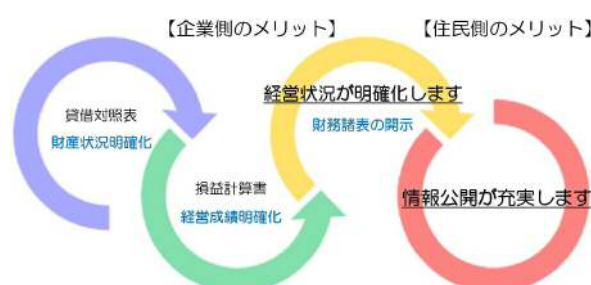 【企業側のメリット】
【住民側のメリット】
貸借対照表
財産状況明確化
損益計算書
経営成績明確化
経営状況が明確化します
財務諸表の開示
情報公開が充実します